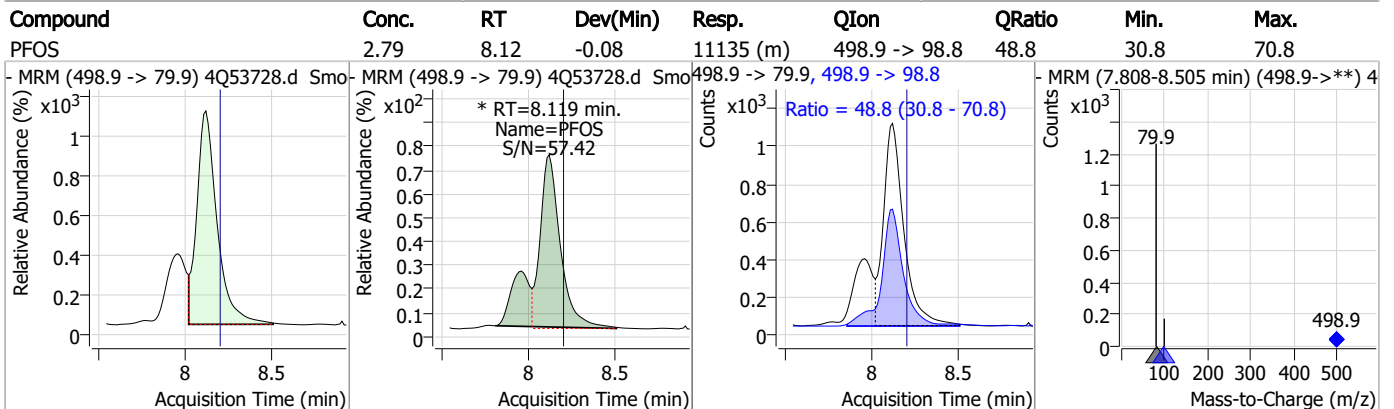 Compound Conc. RT Dev(Min) Resp. QIon QRatio Min. Max.
PFOS 2.79 8.12 -0.08 11135 (m) 498.9 -> 98.8 48.8 30.8 70.8
- MRM (498.9 -> 79.9) 4Q53728.d Smo
Relative Abundance (%)
x10³
1
0.8
0.6
0.4
0.2
0
8 8.5
Acquisition Time (min)
- MRM (498.9 -> 79.9) 4Q53728.d Smo
Relative Abundance (%)
x10²
* RT=8.119 min.
Name=PFOS
S/N=57.42
0.8
0.7
0.6
0.5
0.4
0.3
0.2
0.1
0
8 8.5
Acquisition Time (min)
498.9 -> 79.9, 498.9 -> 98.8
Counts
x10³
Ratio = 48.8 (30.8 - 70.8)
1
0.8
0.6
0.4
0.2
0
8 8.5
Acquisition Time (min)
- MRM (7.808-8.505 min) (498.9->**) 4
Counts
x10³
79.9
1.2
1
0.8
0.6
0.4
0.2
0
498.9
100 200 300 400 500
Mass-to-Charge (m/z)